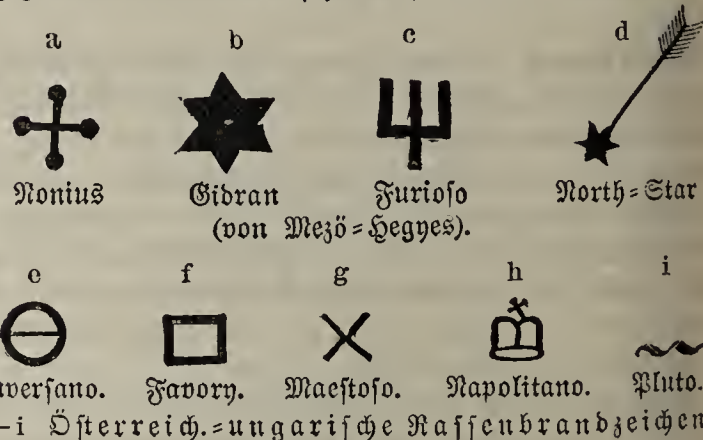 a b c d
Nonius Gidran Furioso North=Star
(von Mezö=Hegyes).
e f g h i
versano. Favory. Maestoso. Napolitano. Pluto.
-i Österreich.=ungarische Rassenbrandzeichen